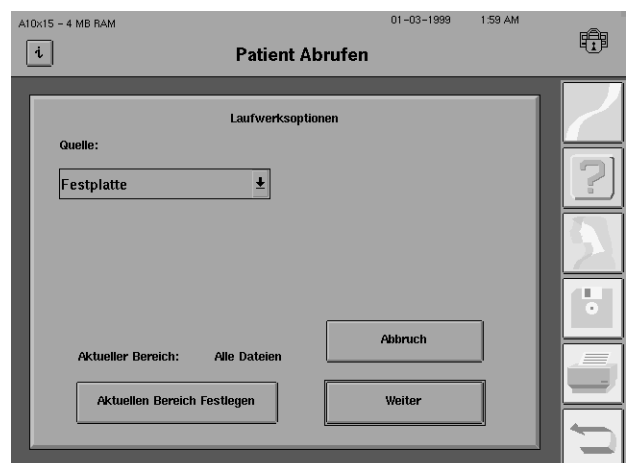 A10x15 - 4 MB RAM 01-03-1999 1:59 AM
i Patient Abrufen
Laufwerksoptionen
Quelle:
Festplatte
Abbruch
Aktueller Bereich: Alle Dateien
Aktuellen Bereich Festlegen Weiter